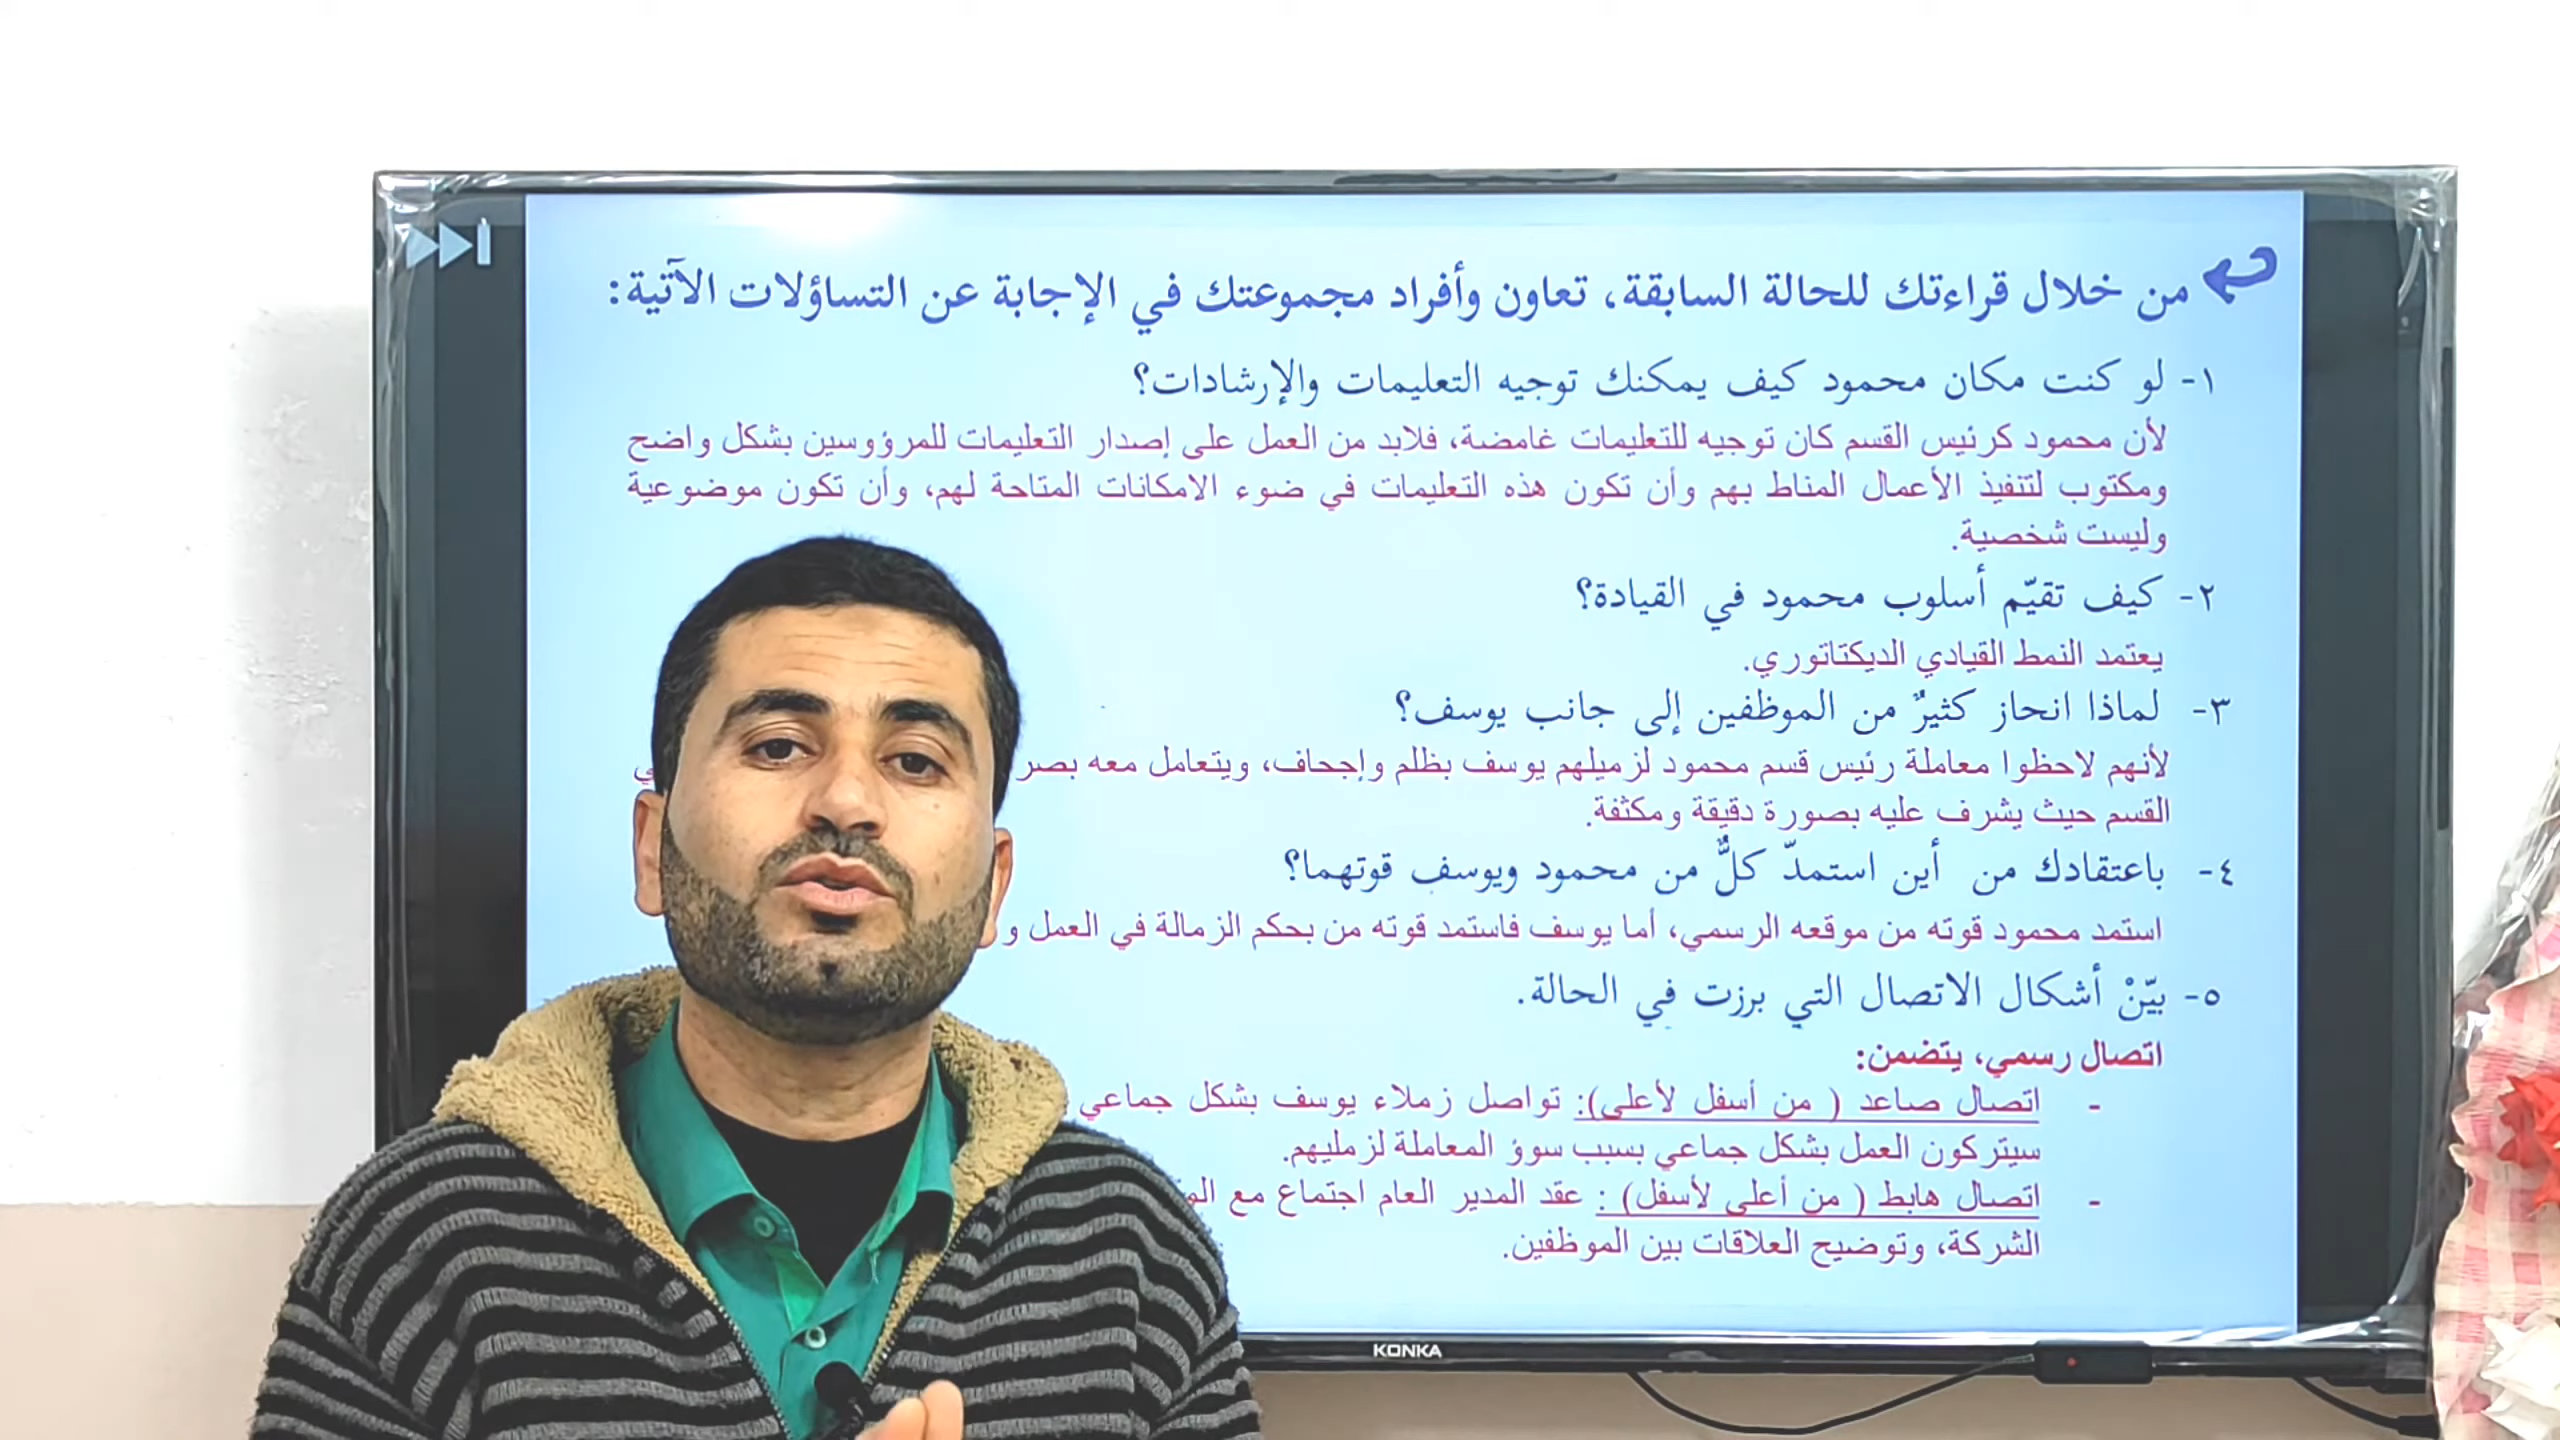 من خلال قراءتك للحالة السابقة، تعاون وأفراد مجموعتك في الإجابة عن التساؤلات الآتية:
١- لو كنت مكان محمود كيف يمكنك توجيه التعليمات والإرشادات؟
لأن محمود كرئيس القسم كان توجيه للتعليمات غامضة، فلابد من العمل على إصدار التعليمات للمرؤوسين بشكل واضح
ومكتوب لتنفيذ الأعمال المناط بهم وأن تكون هذه التعليمات في ضوء الامكانات المتاحة لهم، وأن تكون موضوعية
وليست شخصية.
٢- كيف تقيّم أسلوب محمود في القيادة؟
يعتمد النمط القيادي الديكتاتوري.
٣- لماذا انحاز كثيرٌ من الموظفين إلى جانب يوسف؟
لأنهم لاحظوا معاملة رئيس قسم محمود لزميلهم يوسف بظلم وإجحاف، ويتعامل معه
القسم حيث يشرف عليه بصورة دقيقة ومكثفة.
٤- باعتقادك من أين استمدّ كلٌّ من محمود ويوسف قوتهما؟
استمد محمود قوته من موقعه الرسمي، أما يوسف فاستمد قوته من بحكم الزمالة في العمل و
٥- بيّنْ أشكال الاتصال التي برزت في الحالة.
اتصال رسمي، يتضمن:
- اتصال صاعد ( من أسفل لأعلى): تواصل زملاء يوسف بشكل جماعي
سيتركون العمل بشكل جماعي بسبب سوؤ المعاملة لزمليهم.
- اتصال هابط ( من أعلى لأسفل) : عقد المدير العام اجتماع مع
الشركة، وتوضيح العلاقات بين الموظفين.
KONKA